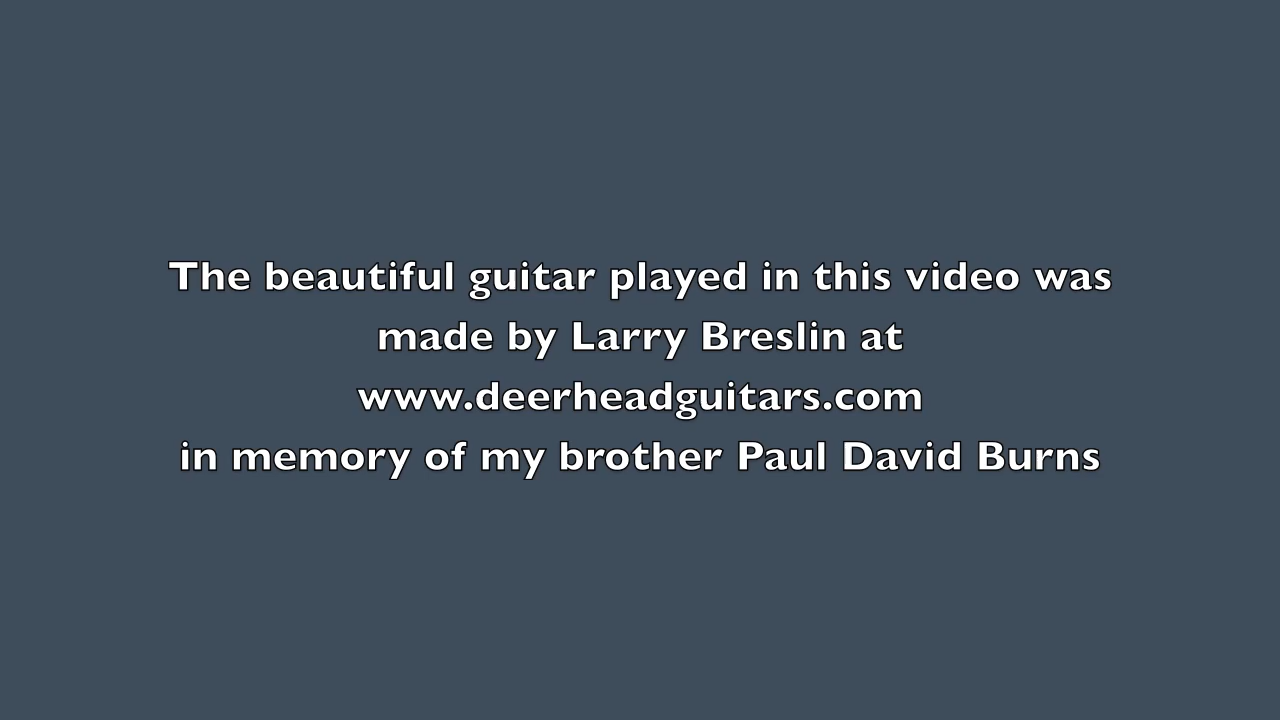 The beautiful guitar played in this video was
made by Larry Breslin at
www.deerheadguitars.com
in memory of my brother Paul David Burns